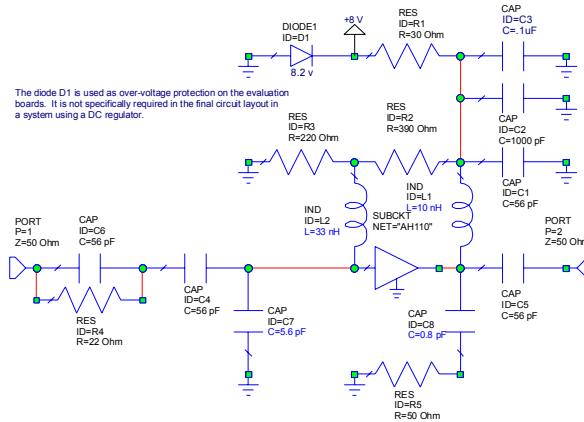 DIODE1
ID=D1
8.2 v
+8 V
RES
ID=R1
R=30 Ohm
CAP
ID=C3
C=.1uF
The diode D1 is used as over-voltage protection on the evaluation
boards. It is not specifically required in the final circuit layout in
a system using a DC regulator.
CAP
ID=C2
C=1000 pF
RES
ID=R3
R=220 Ohm
RES
ID=R2
R=390 Ohm
CAP
ID=C1
C=56 pF
IND
ID=L2
L=33 nH
IND
ID=L1
L=10 nH
SUBCKT
NET="AH110"
PORT
P=1
Z=50 Ohm
CAP
ID=C6
C=56 pF
RES
ID=R4
R=22 Ohm
CAP
ID=C4
C=56 pF
CAP
ID=C7
C=5.6 pF
CAP
ID=C8
C=0.8 pF
CAP
ID=C5
C=56 pF
PORT
P=2
Z=50 Ohm
RES
ID=R5
R=50 Ohm